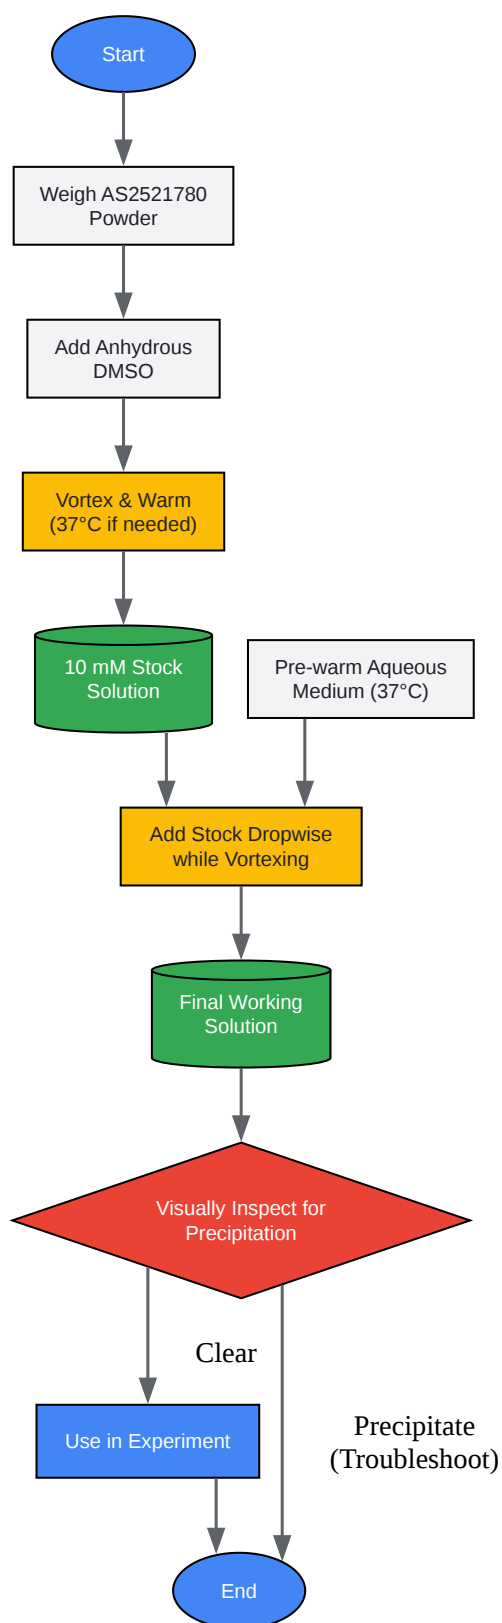 Start
Weigh AS2521780
Powder
Add Anhydrous
DMSO
Vortex & Warm
(37°C if needed)
10 mM Stock
Solution
Pre-warm Aqueous
Medium (37°C)
Add Stock Dropwise
while Vortexing
Final Working
Solution
Visually Inspect for
Precipitation
Clear
Use in Experiment
Precipitate
(Troubleshoot)
End